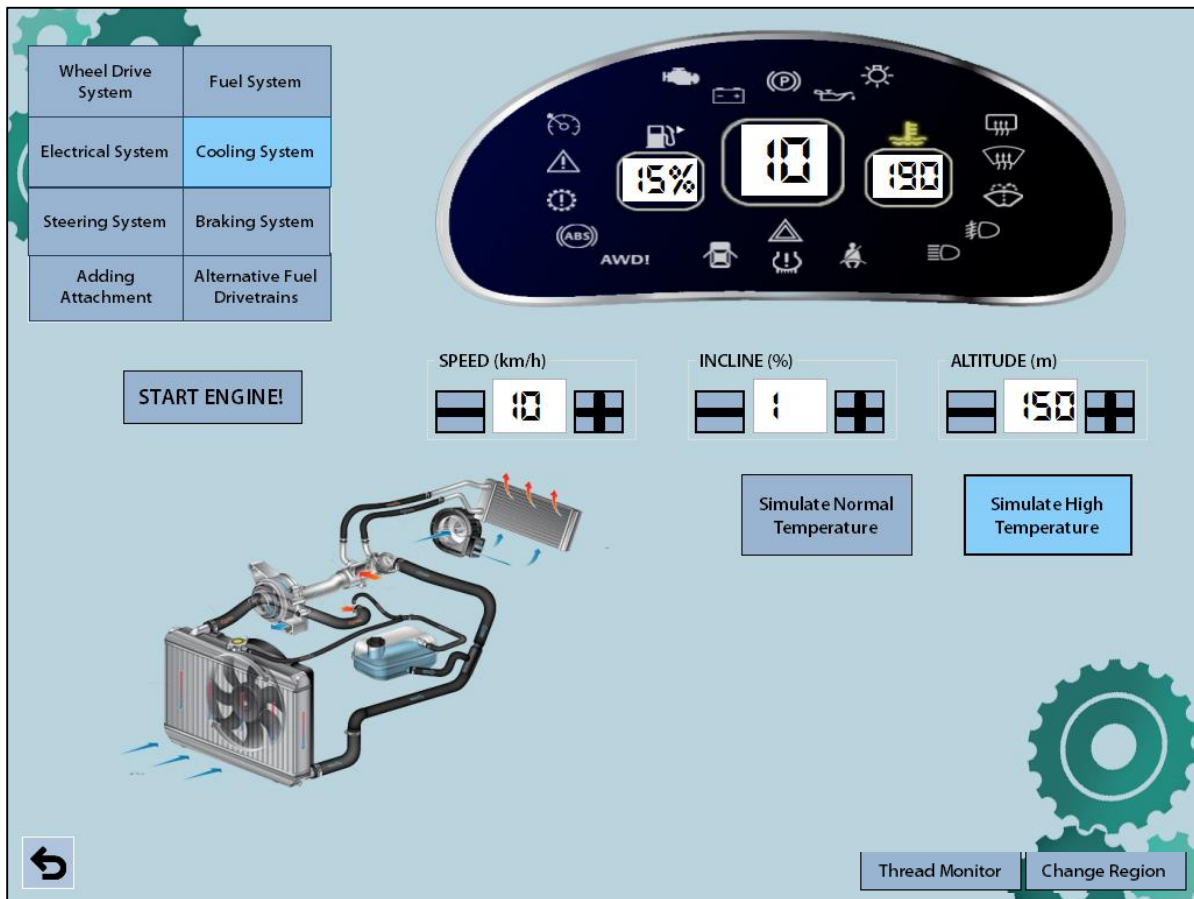 Wheel Drive
System
Fuel System
Electrical System
Cooling System
Steering System
Braking System
Adding
Attachment
Alternative Fuel
Drivetrains
(P)
15%
10
190
(ABS)
AWD!
START ENGINE!
SPEED (km/h)
10
INCLINE (%)
1
ALTITUDE (m)
150
Simulate Normal
Temperature
Simulate High
Temperature
Thread Monitor
Change Region